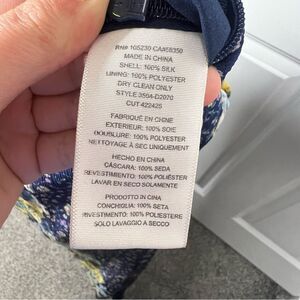 RN# 105230 CA#58350
MADE IN CHINA
SHELL: 100% SILK
LINING: 100% POLYESTER
DRY CLEAN ONLY
STYLE 3504-D2070
CUT 422425
FABRIQUÉ EN CHINE
EXTERIEUR: 100% SOIE
DOUBLURE: 100% POLYESTER
NETTOYAGE À SEC UNIQUEMENT
HECHO EN CHINA
CÁSCARA: 100% SEDA
RIVESTIMENTO: 100% POLIÉSTER
LAVAR EN SECO SOLAMENTE
PRODOTTO IN CINA
CONCHIGLIA: 100% SETA
RIVESTIMENTO: 100% POLIESTERE
SOLO LAVAGGIO A SECCO